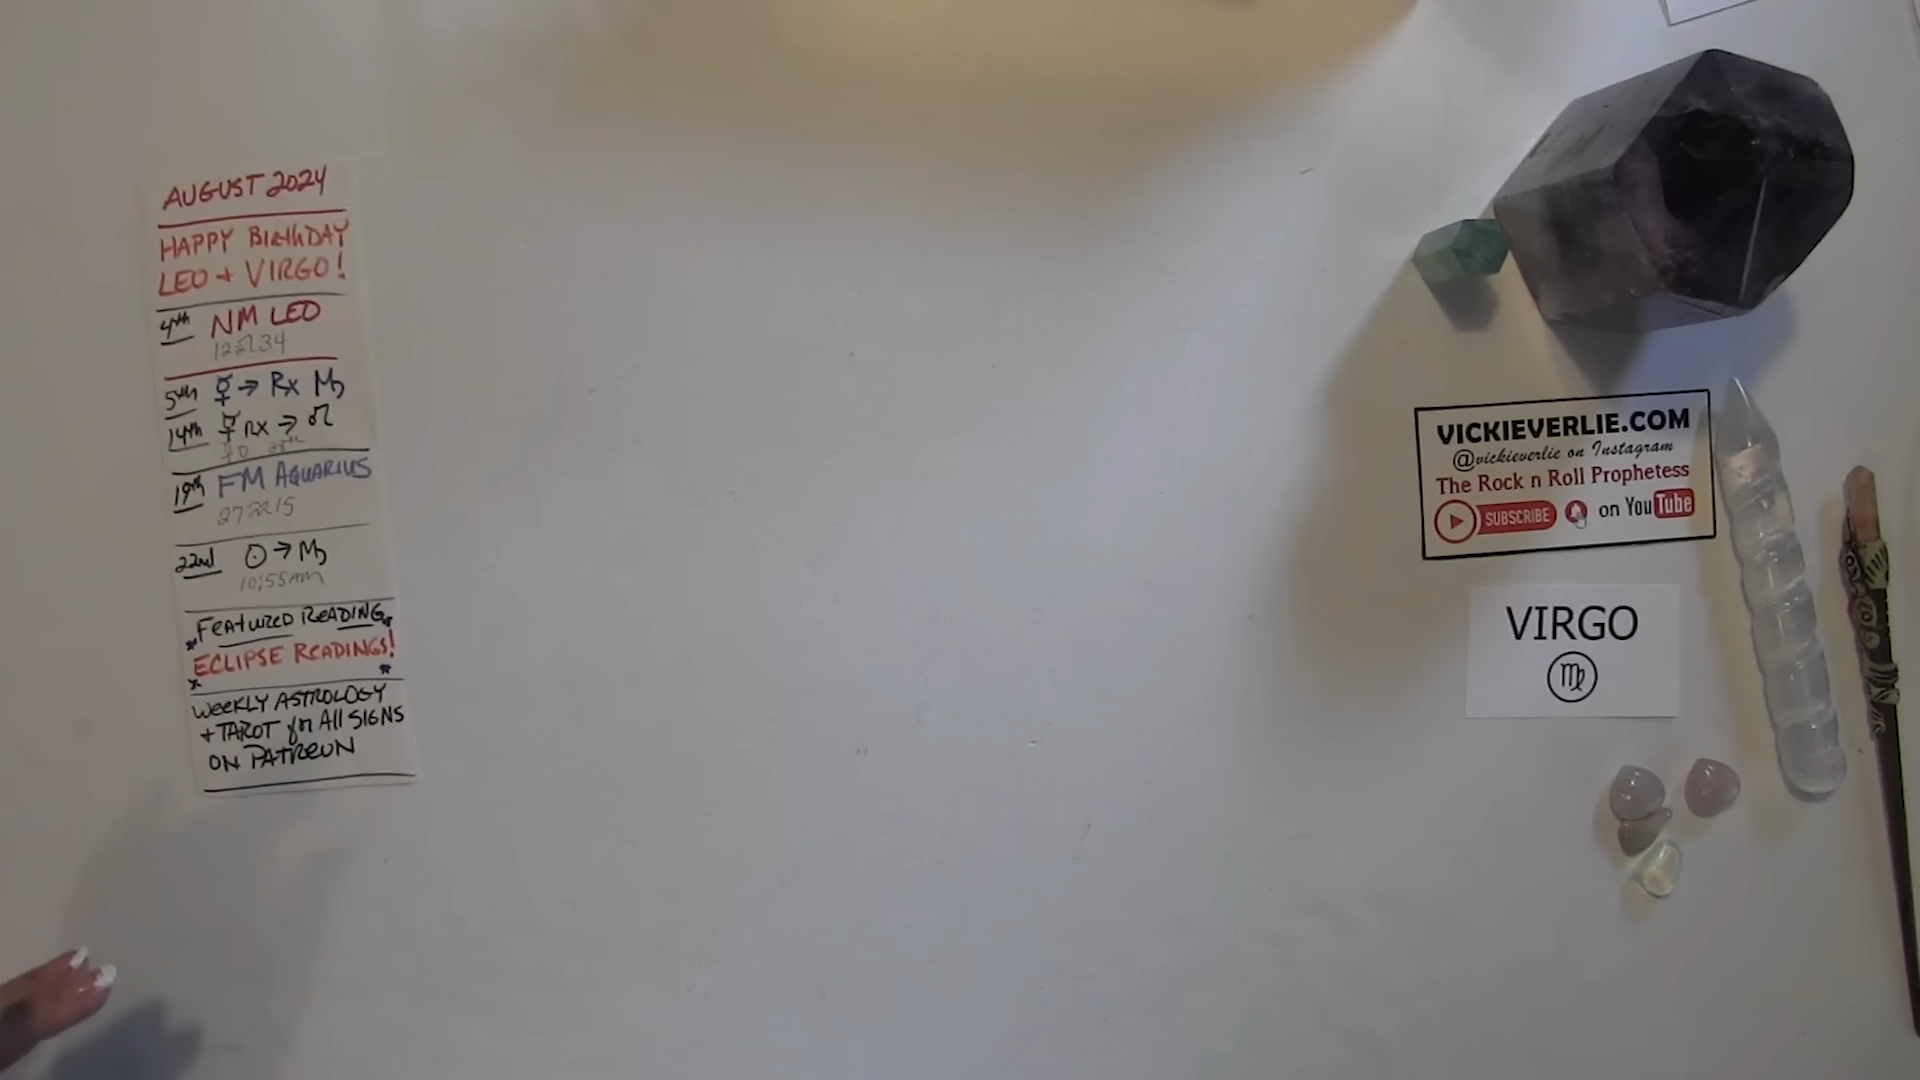 AUGUST 2024
HAPPY BIRTHDAY
LEO + VIRGO!
4th NM LEO
12♌34
5th ☿→ Rx ♍
14th ☿ Rx → ♌
19th FM AQUARIUS
27♒15
22nd ☉→♍
10:55AM
FEATURED READING
ECLIPSE READINGS!
WEEKLY ASTROLOGY
+ TAROT for All SIGNS
ON PATREON
VICKIEVERLIE.COM
@vickieverlie on Instagram
The Rock n Roll Prophetess
SUBSCRIBE on YouTube
VIRGO
♍